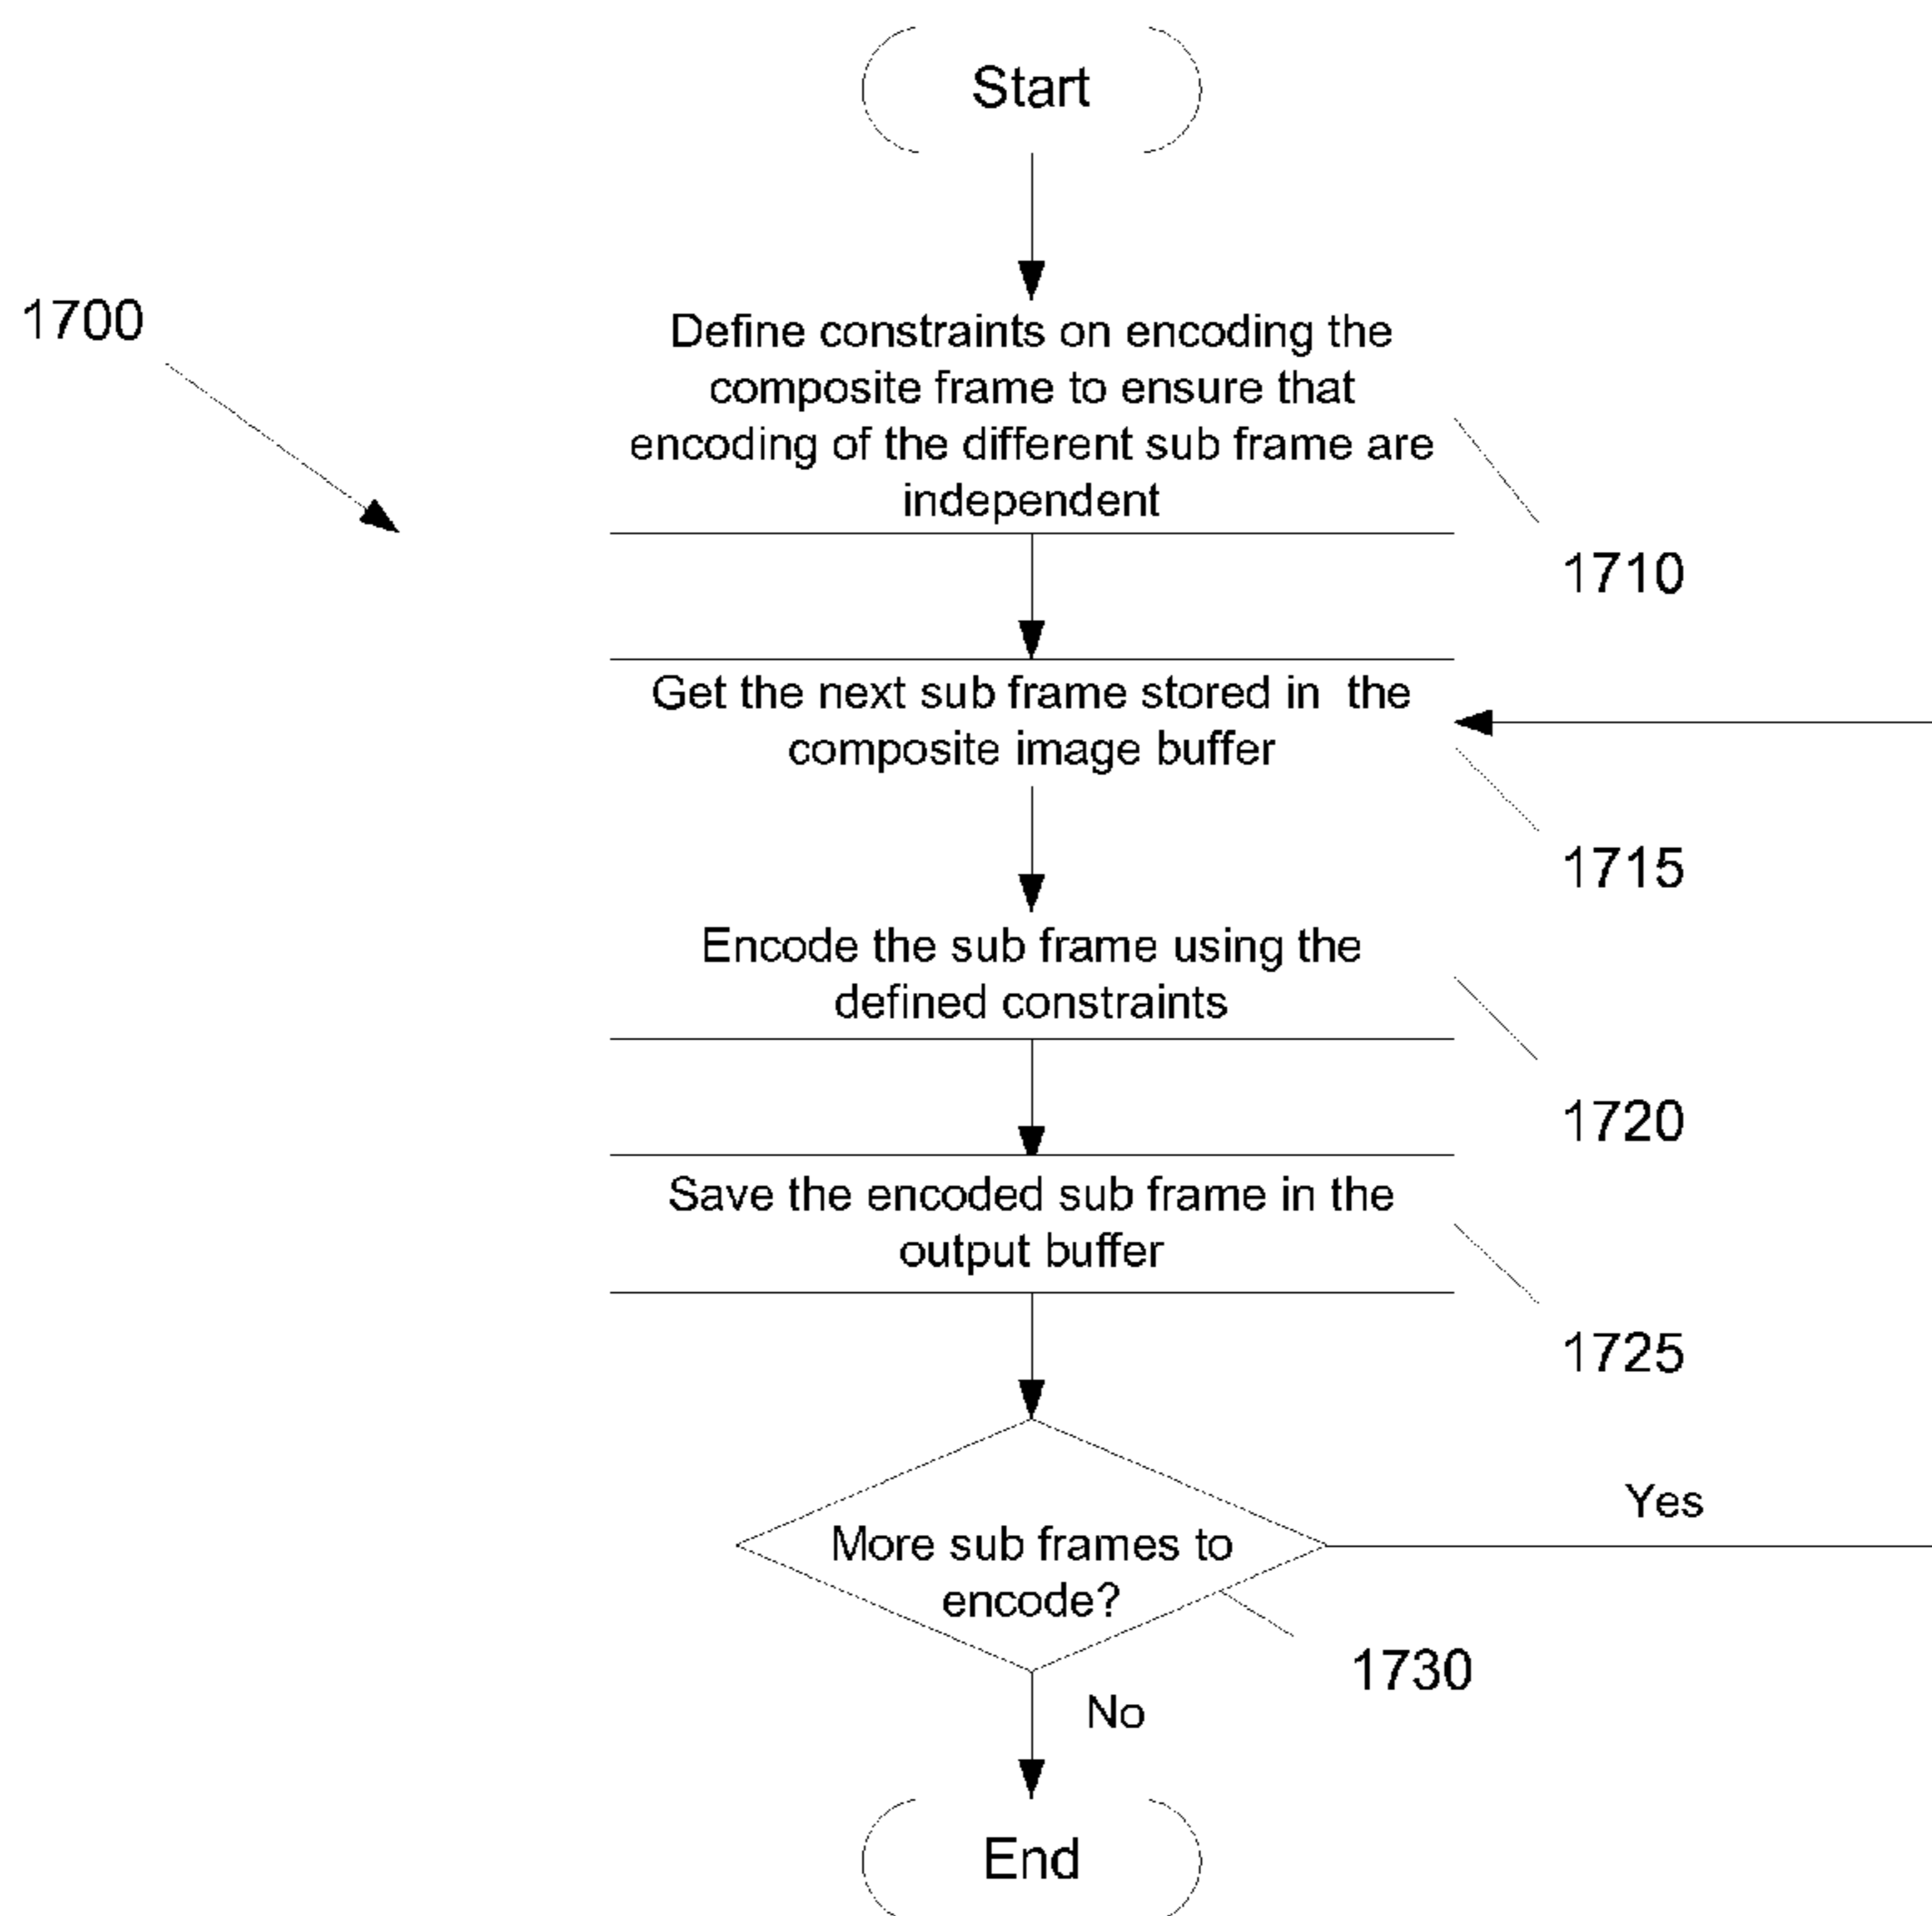 Start
1700
Define constraints on encoding the
composite frame to ensure that
encoding of the different sub frame are
independent
1710
Get the next sub frame stored in the
composite image buffer
1715
Encode the sub frame using the
defined constraints
1720
Save the encoded sub frame in the
output buffer
1725
Yes
More sub frames to
encode?
1730
No
End